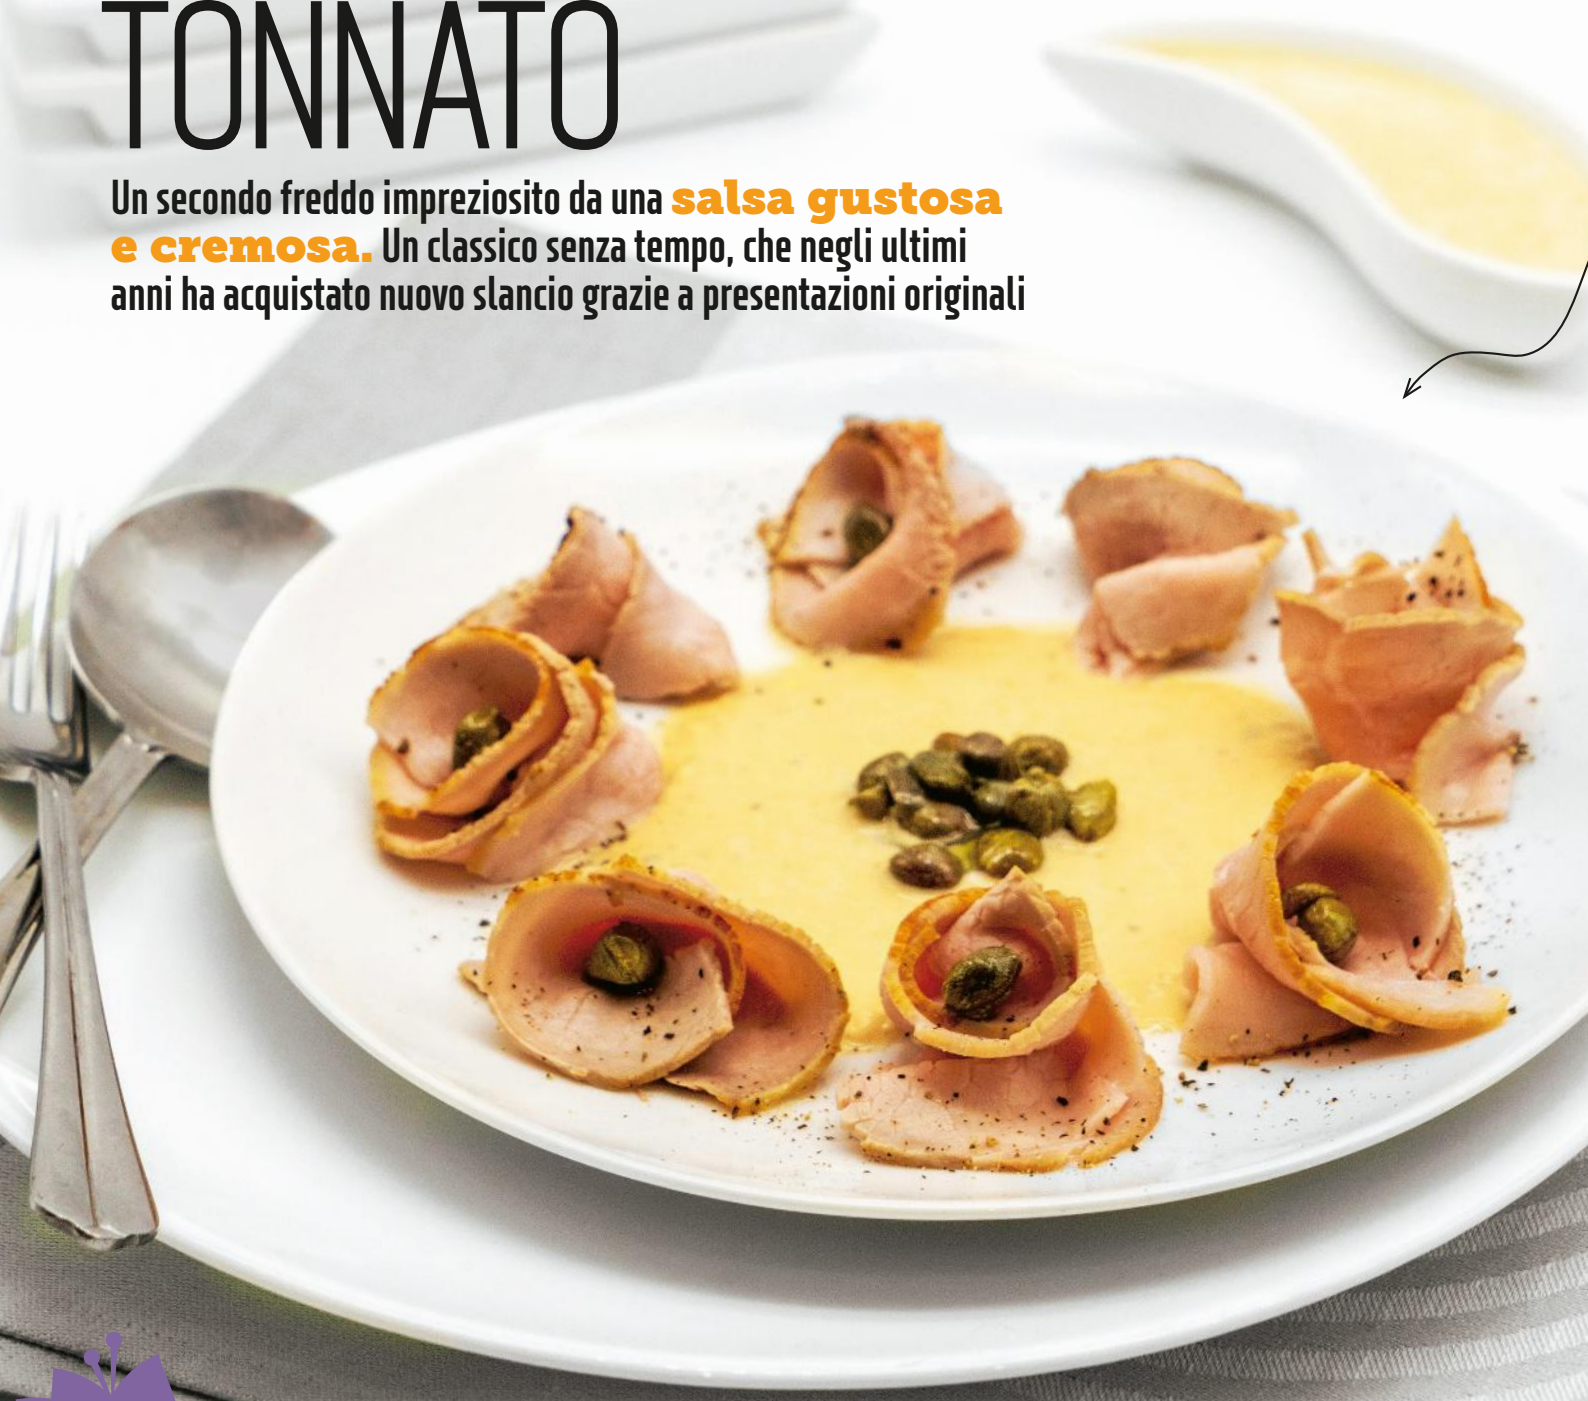 TONNATO
Un secondo freddo impreziosito da una salsa gustosa
e cremosa. Un classico senza tempo, che negli ultimi
anni ha acquistato nuovo slancio grazie a presentazioni originali